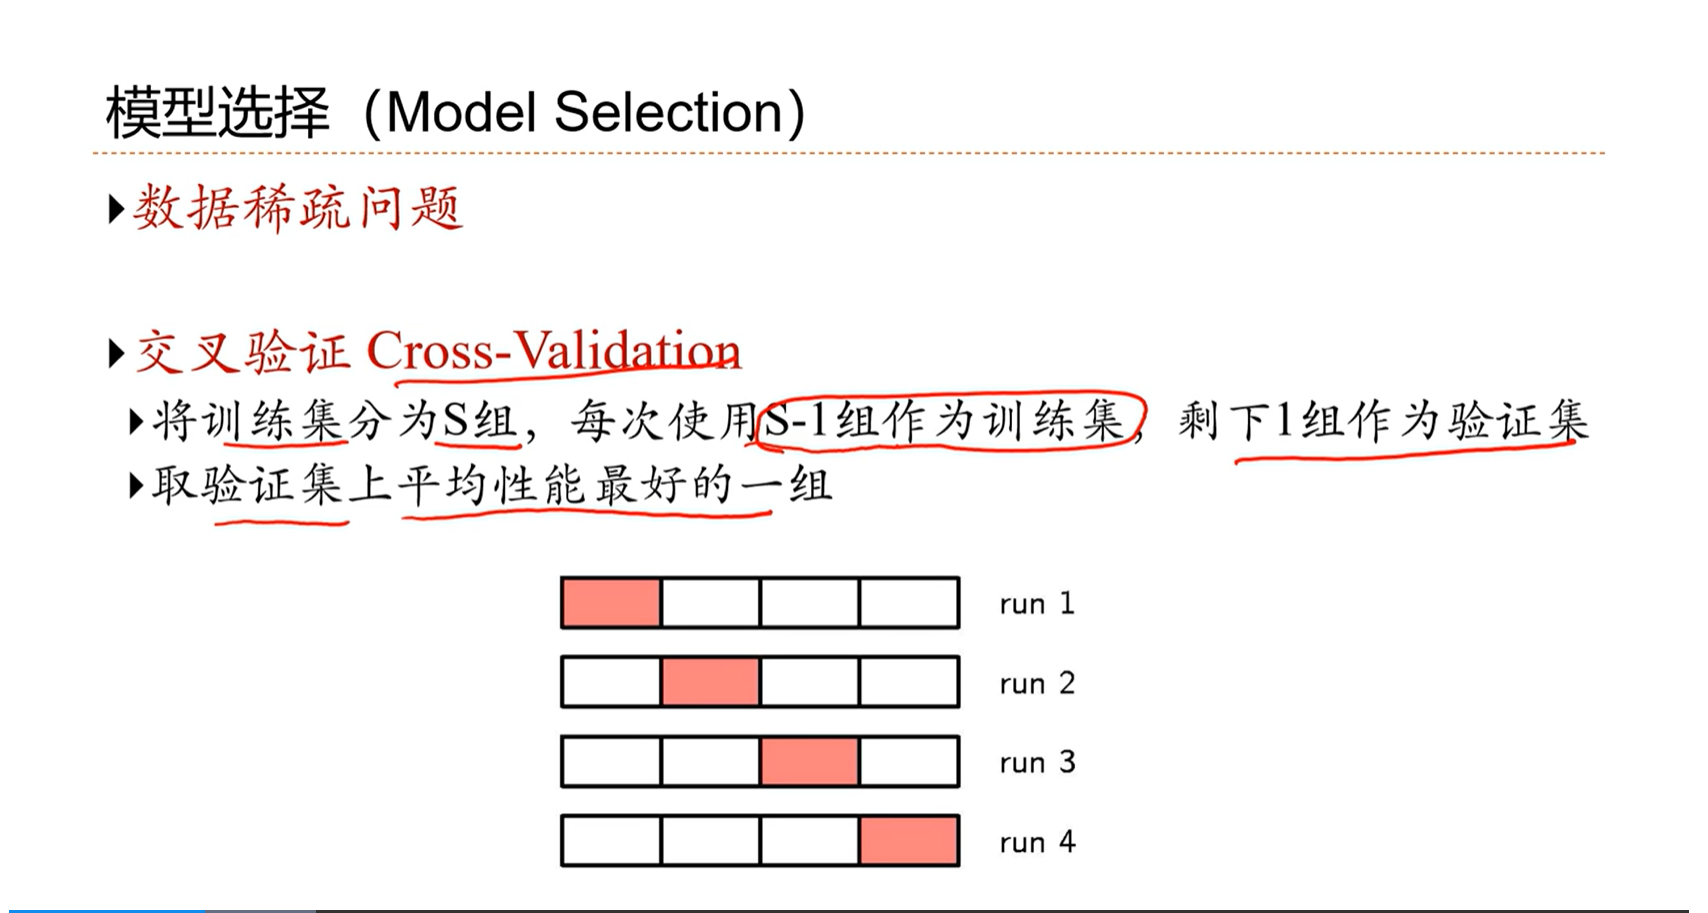 模型选择（Model Selection）
数据稀疏问题
交叉验证 Cross-Validation
将训练集分为S组，每次使用S-1组作为训练集，剩下1组作为验证集
取验证集上平均性能最好的一组
run 1
run 2
run 3
run 4